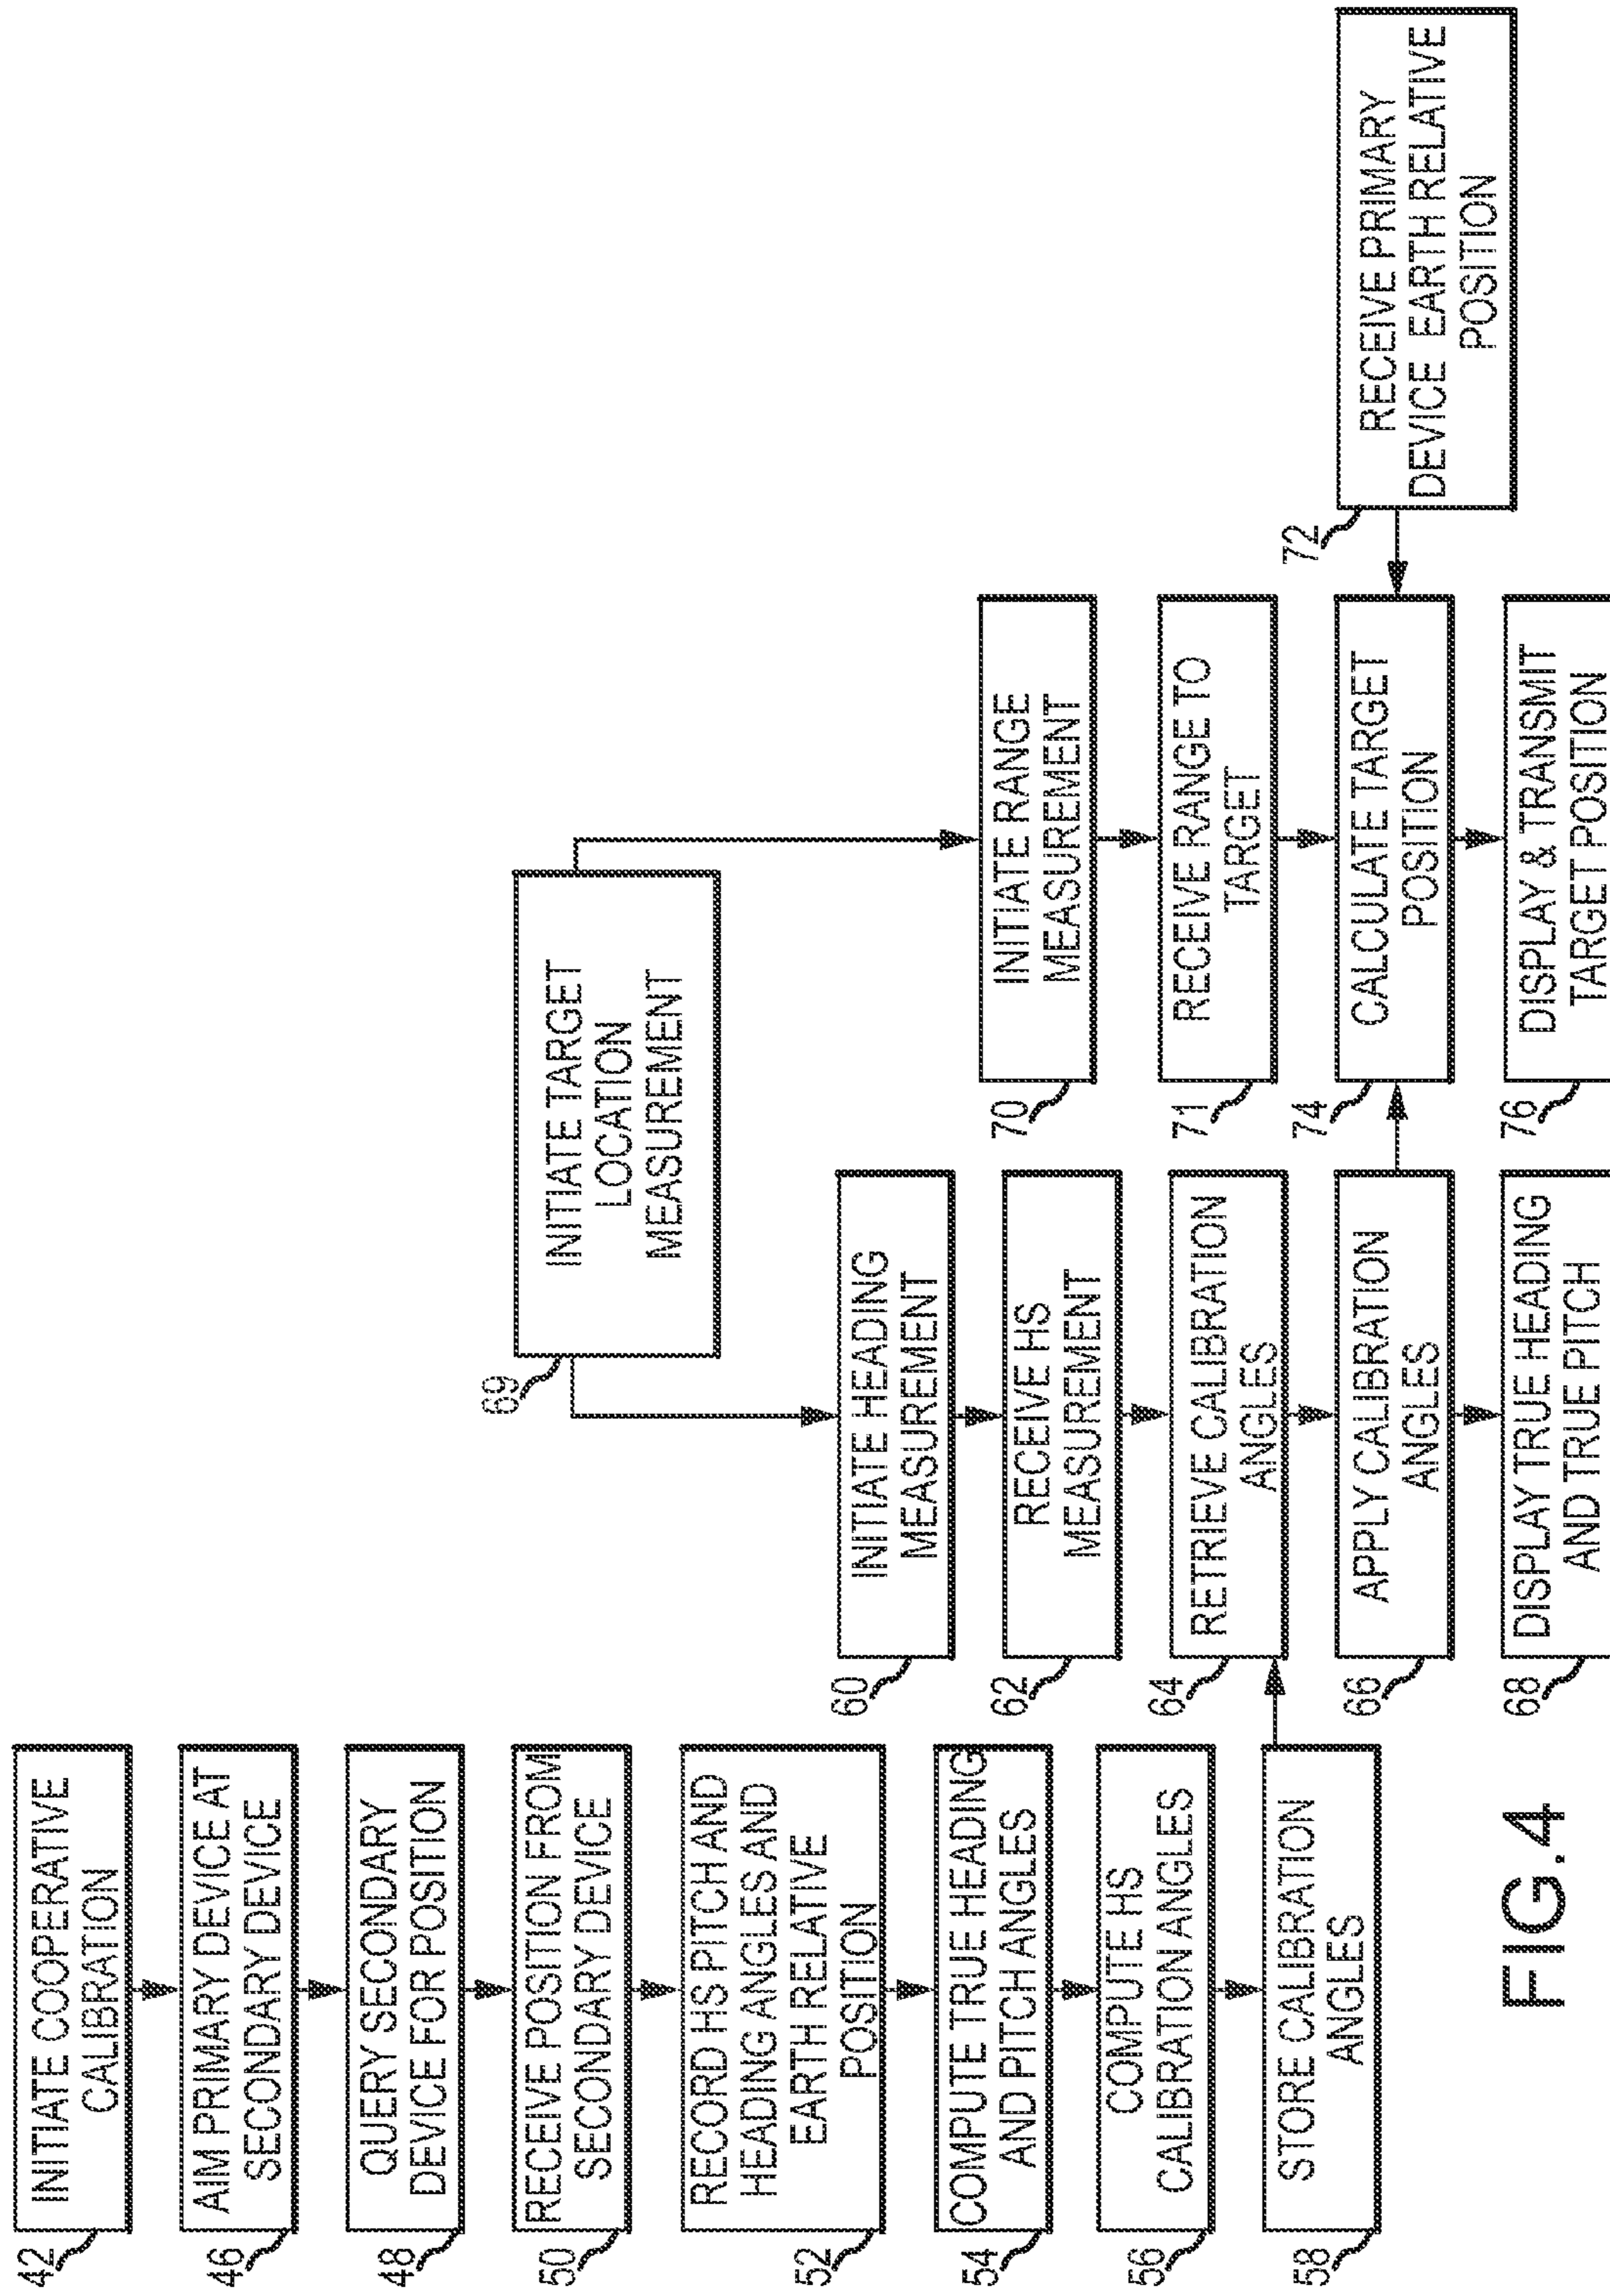 42
INITIATE COOPERATIVE
CALIBRATION
46
AIM PRIMARY DEVICE AT
SECONDARY DEVICE
48
QUERY SECONDARY
DEVICE FOR POSITION
50
RECEIVE POSITION FROM
SECONDARY DEVICE
52
RECORD HS PITCH AND
HEADING ANGLES AND
EARTH RELATIVE
POSITION
54
COMPUTE TRUE HEADING
AND PITCH ANGLES
56
COMPUTE HS
CALIBRATION ANGLES
58
STORE CALIBRATION
ANGLES
69
INITIATE TARGET
LOCATION
MEASUREMENT
60
INITIATE HEADING
MEASUREMENT
62
RECEIVE HS
MEASUREMENT
64
RETRIEVE CALIBRATION
ANGLES
66
APPLY CALIBRATION
ANGLES
68
DISPLAY TRUE HEADING
AND TRUE PITCH
70
INITIATE RANGE
MEASUREMENT
71
RECEIVE RANGE TO
TARGET
74
CALCULATE TARGET
POSITION
76
DISPLAY & TRANSMIT
TARGET POSITION
72
RECEIVE PRIMARY
DEVICE EARTH RELATIVE
POSITION
FIG.4